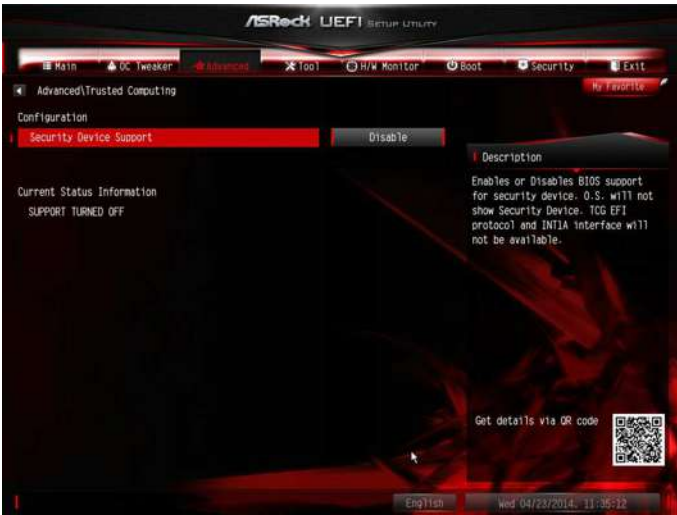 ASRock UEFI SETUP UTILITY
Main OC Tweaker Advanced Tool H/W Monitor Boot Security Exit
Advanced\Trusted Computing
My Favorite
Configuration
Security Device Support Disable
Current Status Information
SUPPORT TURNED OFF
Description
Enables or Disables BIOS support
for security device. O.S. will not
show Security Device. TCG EFI
protocol and INT1A interface will
not be available.
Get details via QR code
English Wed 04/23/2014, 11:35:12